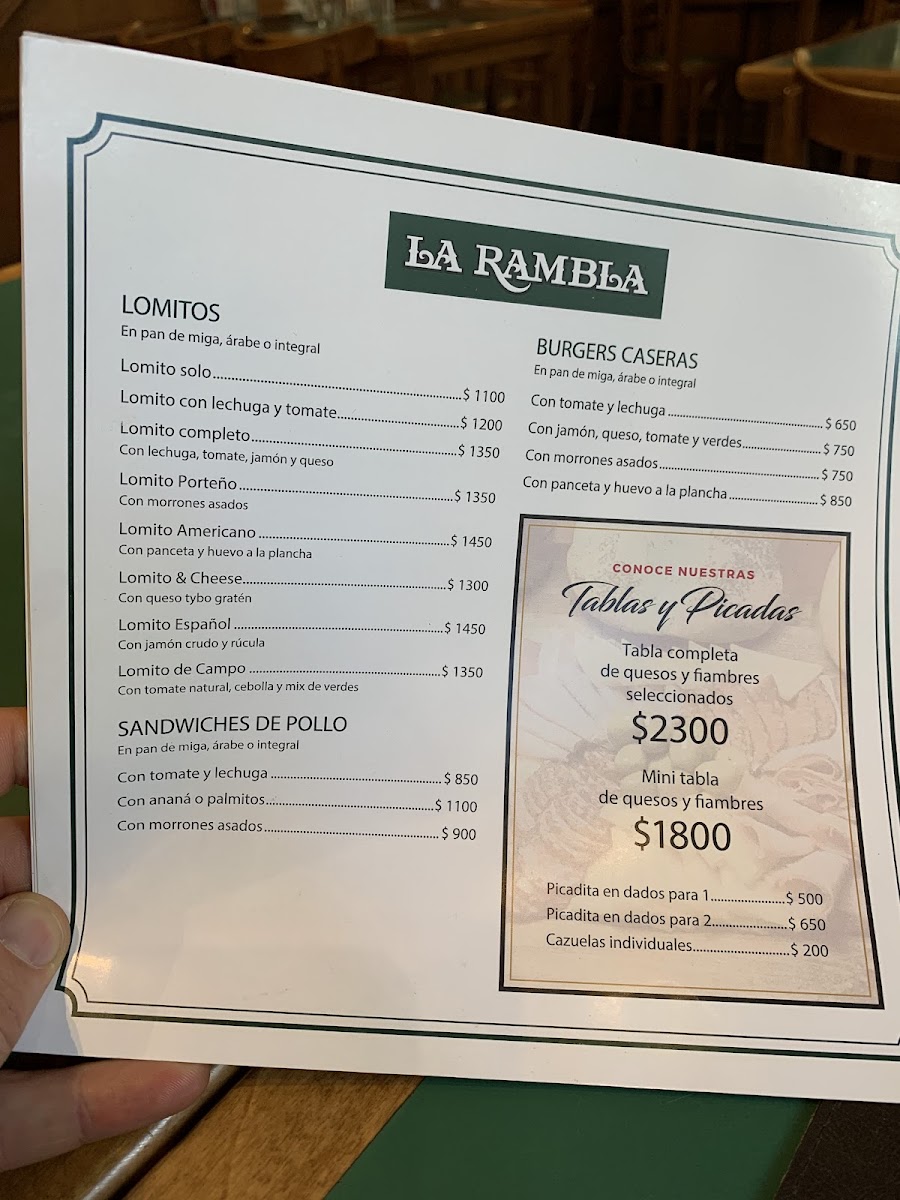 LA RAMBLA
LOMITOS
En pan de miga, árabe o integral
Lomito solo..........$ 1100
Lomito con lechuga y tomate..........$ 1200
Lomito completo..........$ 1350
Con lechuga, tomate, jamón y queso
Lomito Porteño..........$ 1350
Con morrones asados
Lomito Americano..........$ 1450
Con panceta y huevo a la plancha
Lomito & Cheese..........$ 1300
Con queso tybo gratén
Lomito Español..........$ 1450
Con jamón crudo y rúcula
Lomito de Campo..........$ 1350
Con tomate natural, cebolla y mix de verdes
SANDWICHES DE POLLO
En pan de miga, árabe o integral
Con tomate y lechuga..........$ 850
Con ananá o palmitos..........$ 1100
Con morrones asados..........$ 900
BURGERS CASERAS
En pan de miga, árabe o integral
Con tomate y lechuga..........$ 650
Con jamón, queso, tomate y verdes..........$ 750
Con morrones asados..........$ 750
Con panceta y huevo a la plancha..........$ 850
CONOCE NUESTRAS
Tablas y Picadas
Tabla completa
de quesos y fiambres
seleccionados
$2300
Mini tabla
de quesos y fiambres
$1800
Picadita en dados para 1..........$ 500
Picadita en dados para 2..........$ 650
Cazuelas individuales..........$ 200